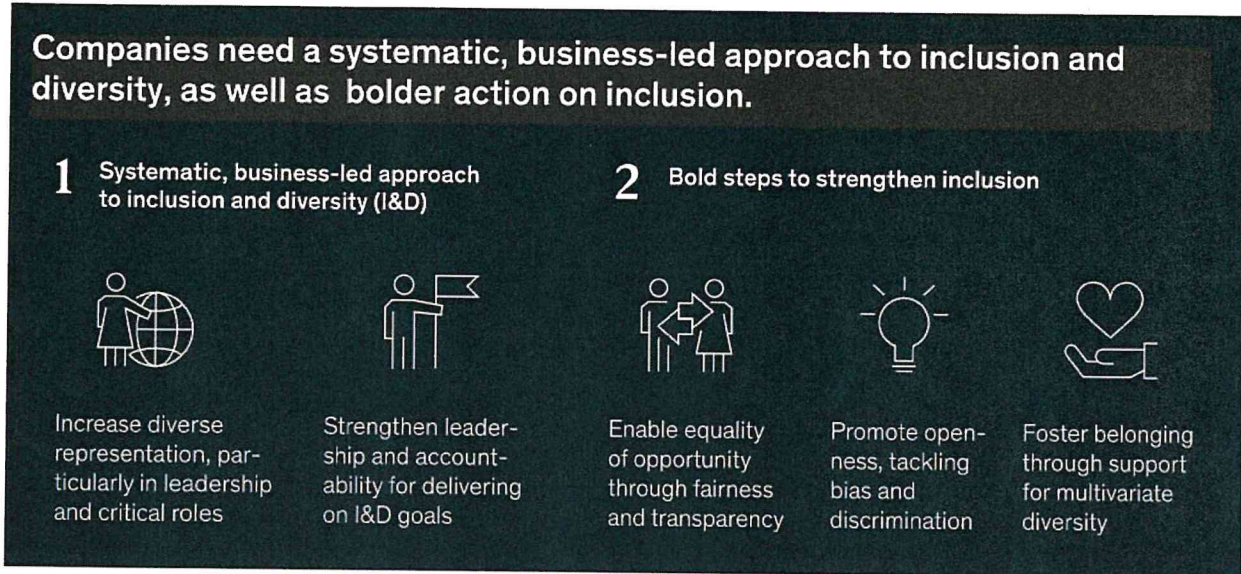 Companies need a systematic, business-led approach to inclusion and
diversity, as well as bolder action on inclusion.
1 Systematic, business-led approach
to inclusion and diversity (I&D)
Increase diverse
representation, par-
ticularly in leadership
and critical roles
Strengthen leader-
ship and account-
ability for delivering
on I&D goals
2 Bold steps to strengthen inclusion
Enable equality
of opportunity
through fairness
and transparency
Promote open-
ness, tackling
bias and
discrimination
Foster belonging
through support
for multivariate
diversity